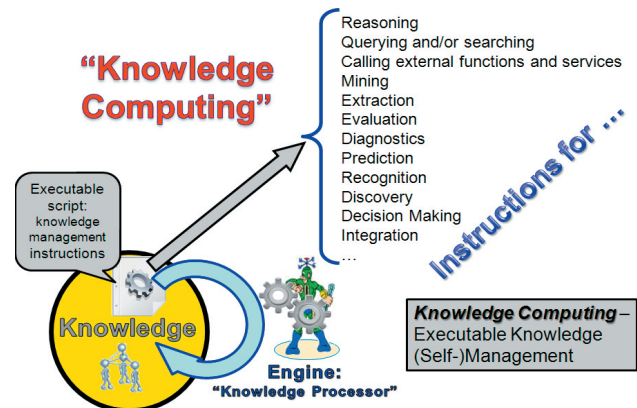 “Knowledge
Computing”
Reasoning
Querying and/or searching
Calling external functions and services
Mining
Extraction
Evaluation
Diagnostics
Prediction
Recognition
Discovery
Decision Making
Integration
...
Instructions for ...
Executable
script:
knowledge
management
instructions
Knowledge
Engine:
“Knowledge Processor”
Knowledge Computing –
Executable Knowledge
(Self-)Management